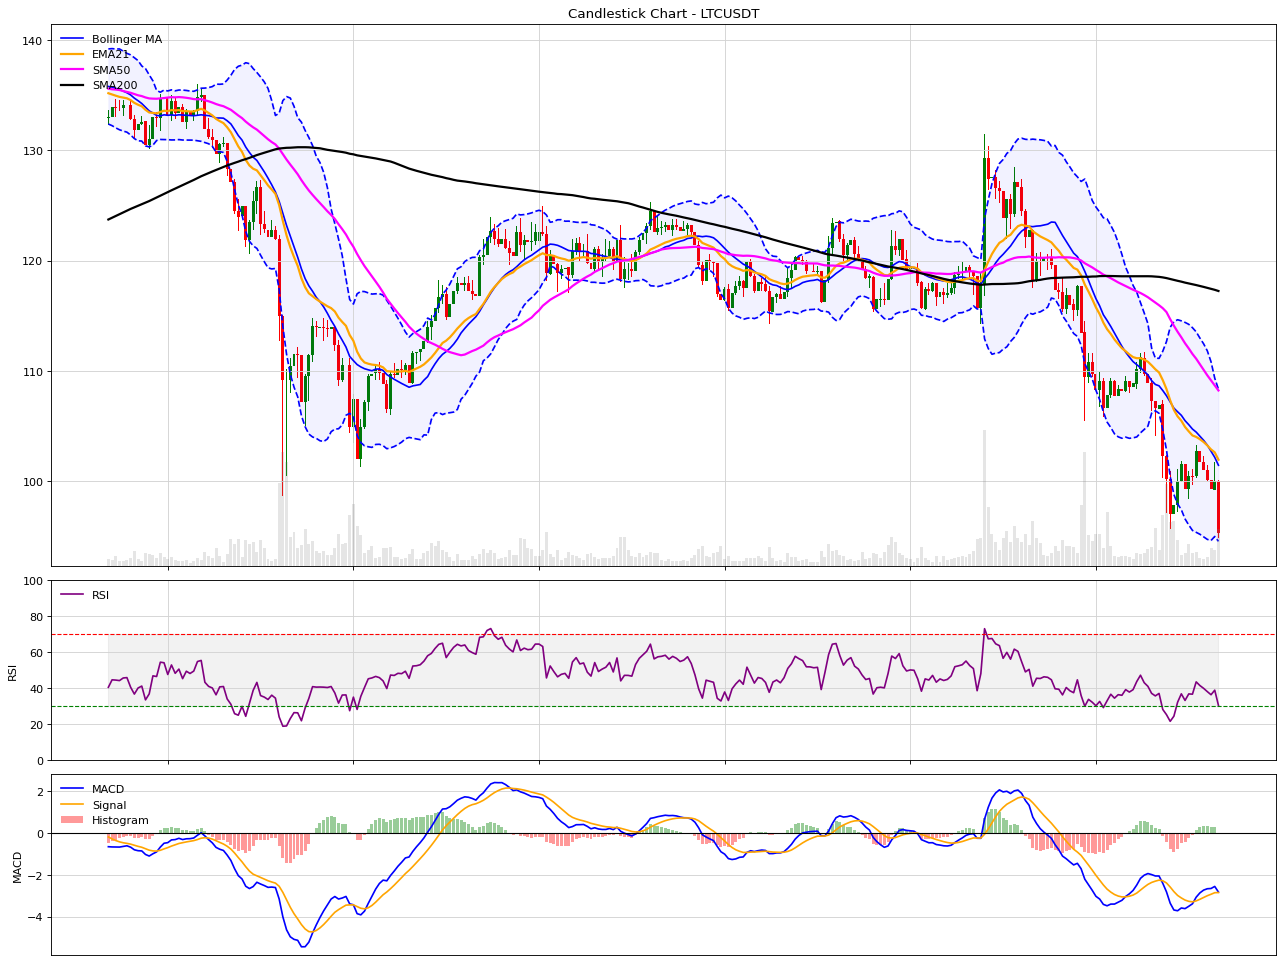 Candlestick Chart - LTCUSDT
Bollinger MA
EMA21
SMA50
SMA200
140
130
120
110
100
RSI
100
80
60
40
20
0
RSI
MACD
Signal
Histogram
2
0
−2
−4
MACD